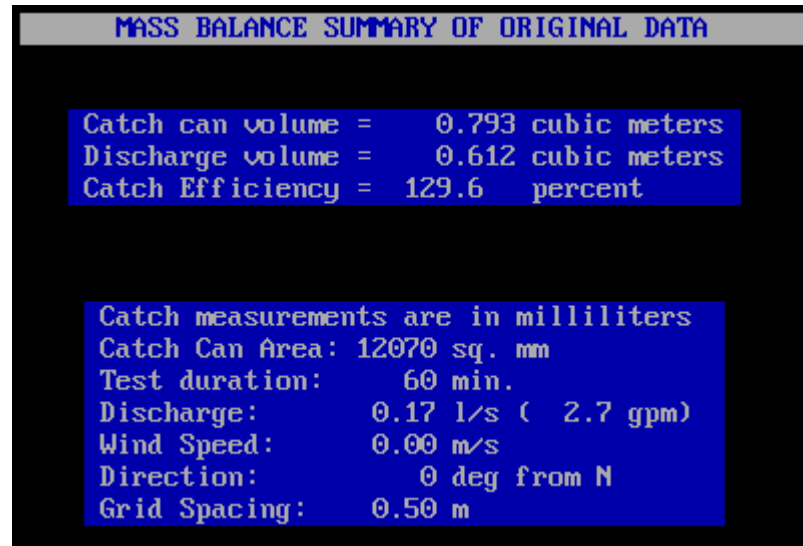 MASS BALANCE SUMMARY OF ORIGINAL DATA
Catch can volume = 0.793 cubic meters
Discharge volume = 0.612 cubic meters
Catch Efficiency = 129.6 percent
Catch measurements are in milliliters
Catch Can Area: 12070 sq. mm
Test duration: 60 min.
Discharge: 0.17 l/s ( 2.7 gpm)
Wind Speed: 0.00 m/s
Direction: 0 deg from N
Grid Spacing: 0.50 m